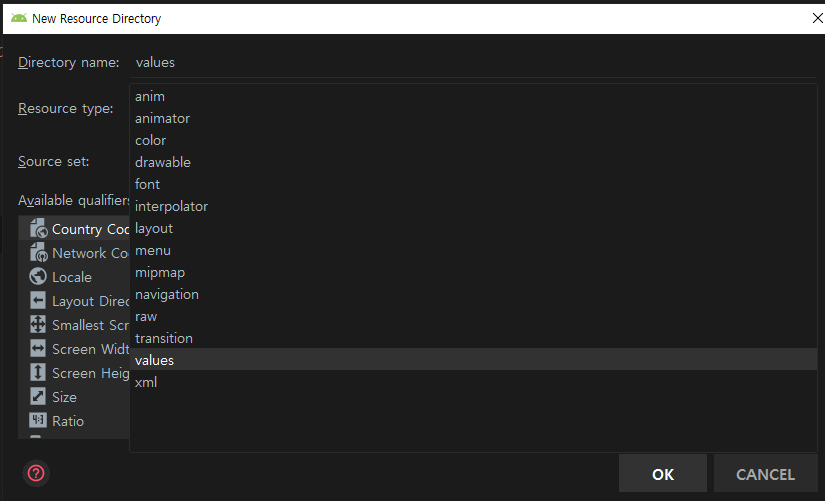 New Resource Directory
Directory name: values
Resource type:
anim
animator
color
drawable
font
interpolator
layout
menu
mipmap
navigation
raw
transition
values
xml
Source set:
Available qualifiers
Country Cod
Network Co
Locale
Layout Direc
Smallest Scr
Screen Widt
Screen Heig
Size
Ratio
OK
CANCEL